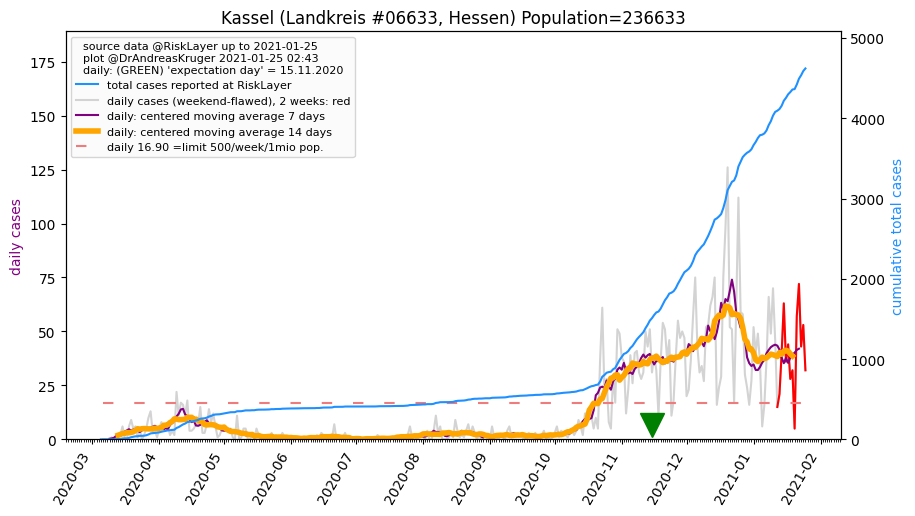 Kassel (Landkreis #06633, Hessen) Population=236633
source data @RiskLayer up to 2021-01-25
plot @DrAndreasKruger 2021-01-25 02:43
daily: (GREEN) 'expectation day' = 15.11.2020
total cases reported at RiskLayer
daily cases (weekend-flawed), 2 weeks: red
daily: centered moving average 7 days
daily: centered moving average 14 days
daily 16.90 =limit 500/week/1mio pop.
daily cases
175
150
125
100
75
50
25
0
cumulative total cases
5000
4000
3000
2000
1000
0
2020-03
2020-04
2020-05
2020-06
2020-07
2020-08
2020-09
2020-10
2020-11
2020-12
2021-01
2021-02